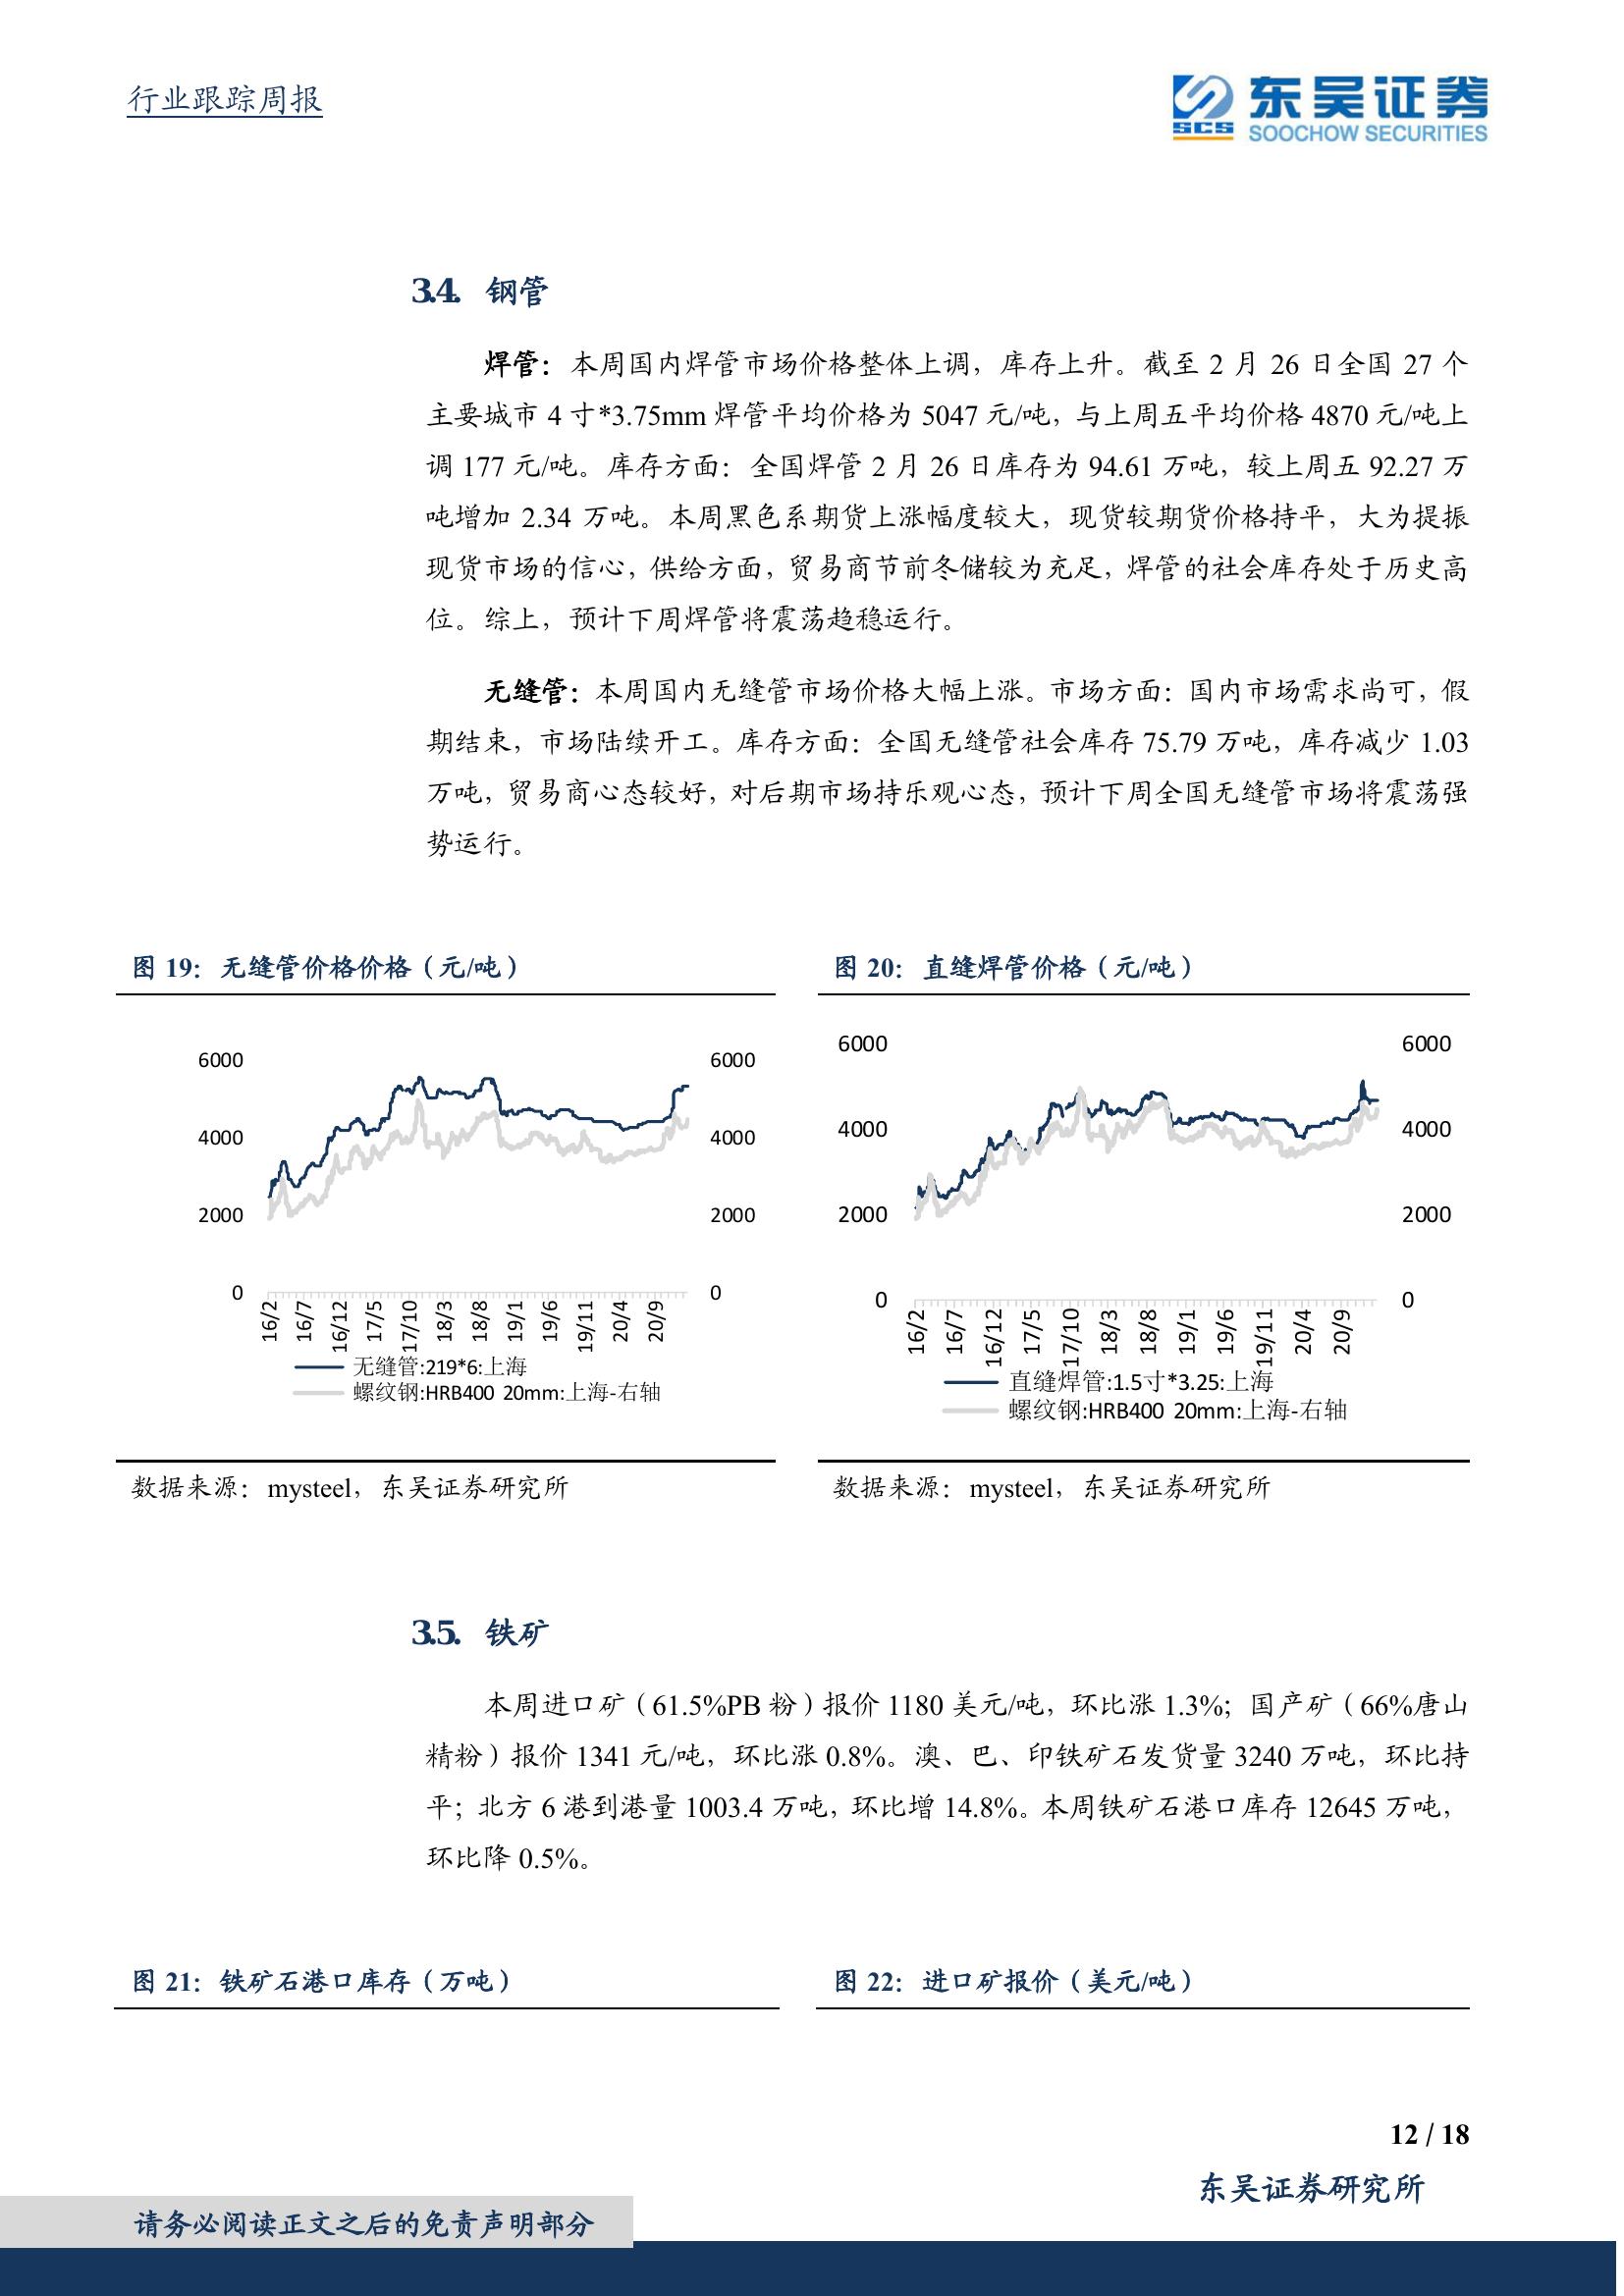 行业跟踪周报
SCS
东吴证券
SOOCHOW SECURITIES
3.4. 钢管
焊管：本周国内焊管市场价格整体上调，库存上升。截至 2 月 26 日全国 27 个
主要城市 4 寸*3.75mm 焊管平均价格为 5047 元/吨，与上周五平均价格 4870 元/吨上
调 177 元/吨。库存方面：全国焊管 2 月 26 日库存为 94.61 万吨，较上周五 92.27 万
吨增加 2.34 万吨。本周黑色系期货上涨幅度较大，现货较期货价格持平，大为提振
现货市场的信心，供给方面，贸易商节前冬储较为充足，焊管的社会库存处于历史高
位。综上，预计下周焊管将震荡趋稳运行。
无缝管：本周国内无缝管市场价格大幅上涨。市场方面：国内市场需求尚可，假
期结束，市场陆续开工。库存方面：全国无缝管社会库存 75.79 万吨，库存减少 1.03
万吨，贸易商心态较好，对后期市场持乐观心态，预计下周全国无缝管市场将震荡强
势运行。
图 19：无缝管价格价格（元/吨）
6000 6000
4000 4000
2000 2000
0 0
16/2 16/7 16/12 17/5 17/10 18/3 18/8 19/1 19/6 19/11 20/4 20/9
无缝管:219*6:上海
螺纹钢:HRB400 20mm:上海-右轴
数据来源：mysteel，东吴证券研究所
图 20：直缝焊管价格（元/吨）
6000 6000
4000 4000
2000 2000
0 0
16/2 16/7 16/12 17/5 17/10 18/3 18/8 19/1 19/6 19/11 20/4 20/9
直缝焊管:1.5寸*3.25:上海
螺纹钢:HRB400 20mm:上海-右轴
数据来源：mysteel，东吴证券研究所
3.5. 铁矿
本周进口矿（61.5%PB 粉）报价 1180 美元/吨，环比涨 1.3%；国产矿（66%唐山
精粉）报价 1341 元/吨，环比涨 0.8%。澳、巴、印铁矿石发货量 3240 万吨，环比持
平；北方 6 港到港量 1003.4 万吨，环比增 14.8%。本周铁矿石港口库存 12645 万吨，
环比降 0.5%。
图 21：铁矿石港口库存（万吨）
图 22：进口矿报价（美元/吨）
12 / 18
东吴证券研究所
请务必阅读正文之后的免责声明部分